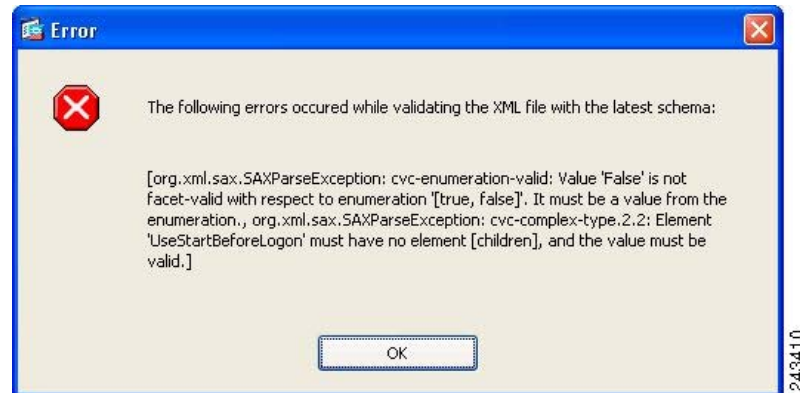 Error
The following errors occured while validating the XML file with the latest schema:
[org.xml.sax.SAXParseException: cvc-enumeration-valid: Value 'False' is not
facet-valid with respect to enumeration '[true, false]'. It must be a value from the
enumeration., org.xml.sax.SAXParseException: cvc-complex-type.2.2: Element
'UseStartBeforeLogon' must have no element [children], and the value must be
valid.]
OK
243410